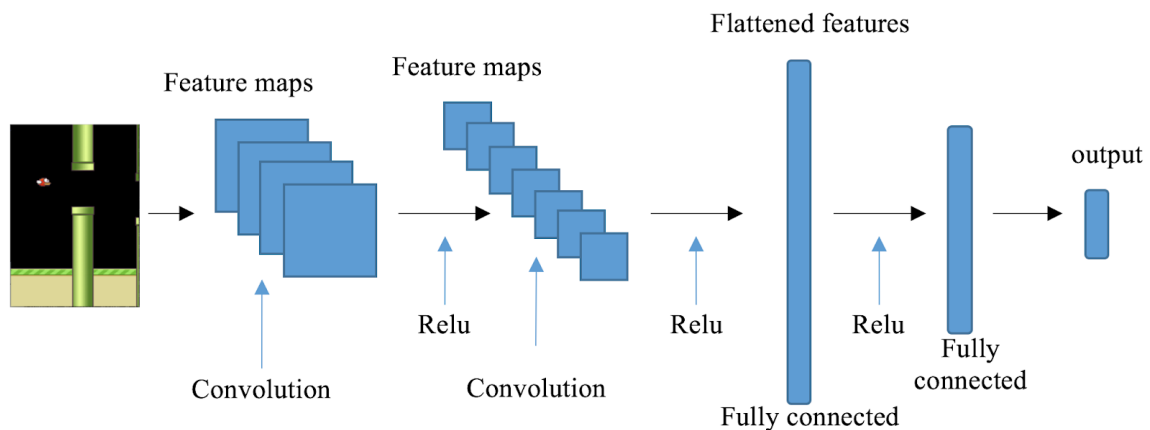 Flattened features
Feature maps
Feature maps
output
Relu
Relu
Relu
Fully
connected
Convolution
Convolution
Fully connected